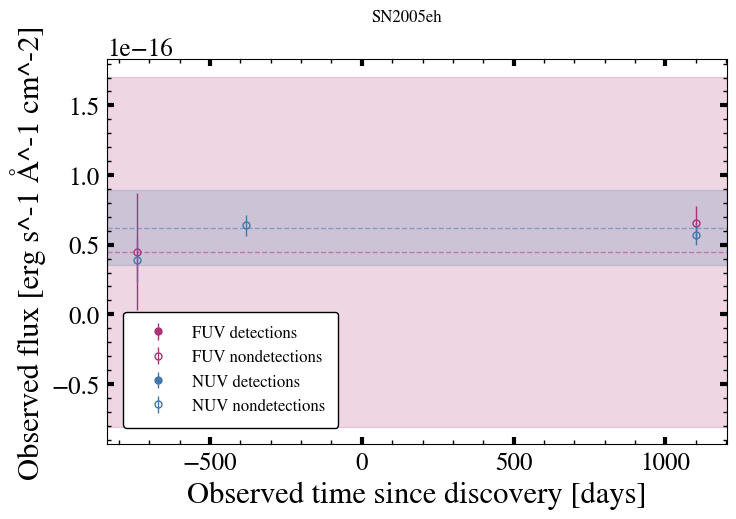 SN2005eh
1e−16
Observed flux [erg s^-1 Å^-1 cm^-2]
1.5
1.0
0.5
0.0
−0.5
FUV detections
FUV nondetections
NUV detections
NUV nondetections
−500
0
500
1000
Observed time since discovery [days]